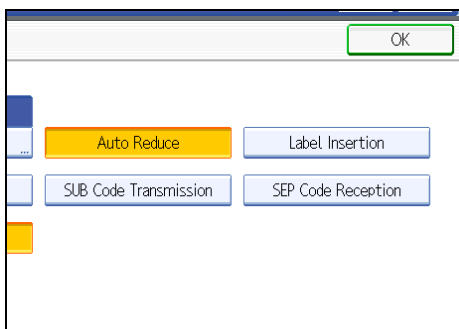 OK
... Auto Reduce Label Insertion
SUB Code Transmission SEP Code Reception